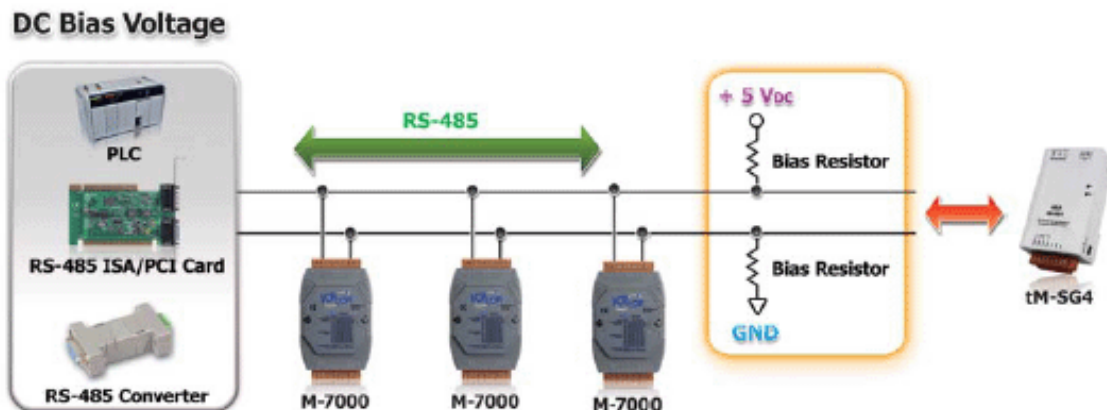 DC Bias Voltage
PLC
RS-485 ISA/PCI Card
RS-485 Converter
RS-485
M-7000
M-7000
M-7000
+ 5 VDC
Bias Resistor
Bias Resistor
GND
tM-SG4